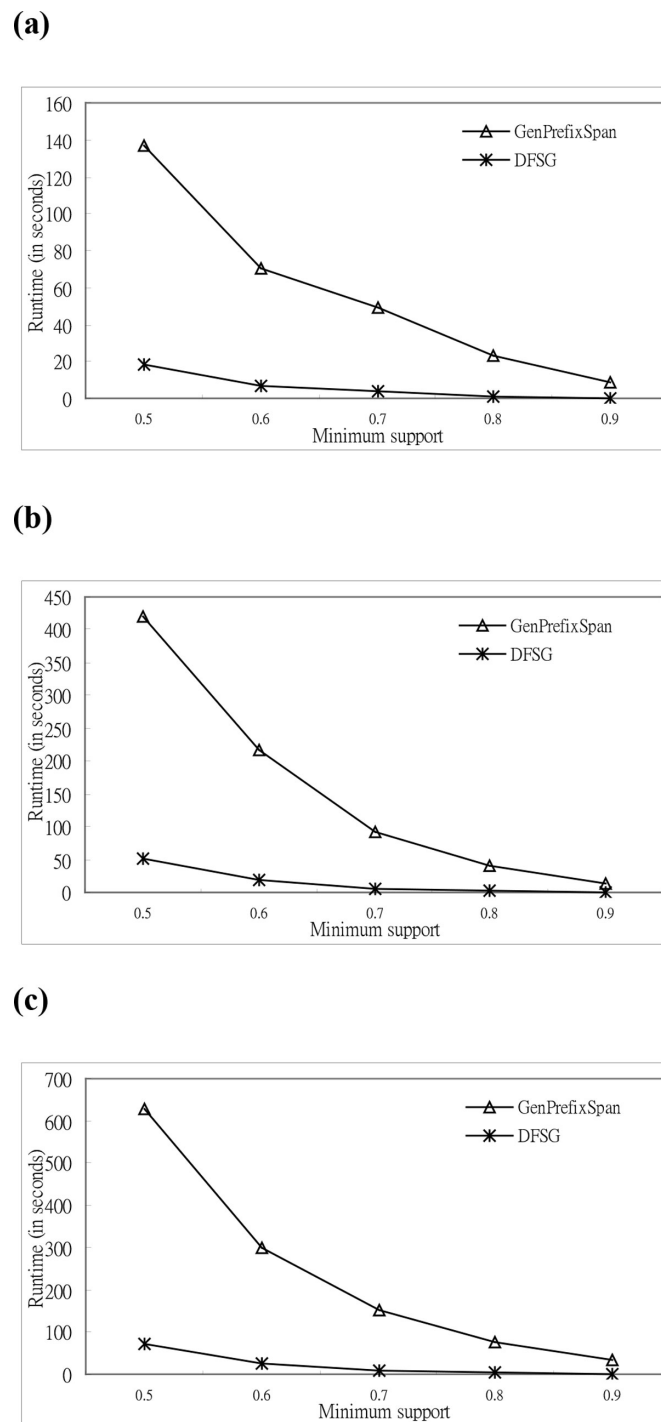 (a)
160
140
120
100
80
60
40
20
0
Runtime (in seconds)
GenPrefixSpan
DFSG
0.5 0.6 0.7 0.8 0.9
Minimum support
(b)
450
400
350
300
250
200
150
100
50
0
Runtime (in seconds)
GenPrefixSpan
DFSG
0.5 0.6 0.7 0.8 0.9
Minimum support
(c)
700
600
500
400
300
200
100
0
Runtime (in seconds)
GenPrefixSpan
DFSG
0.5 0.6 0.7 0.8 0.9
Minimum support